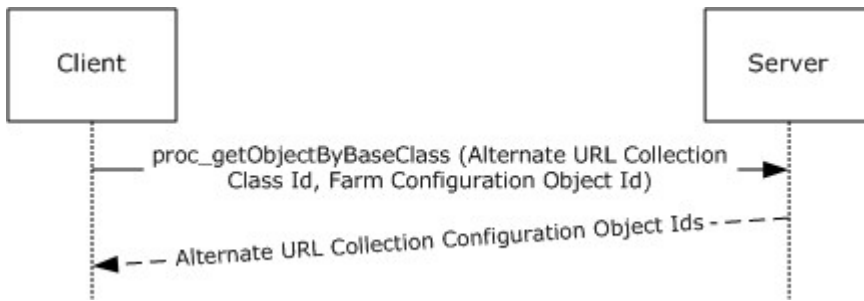 Client
Server
proc_getObjectByBaseClass (Alternate URL Collection
Class Id, Farm Configuration Object Id)
Alternate URL Collection Configuration Object Ids